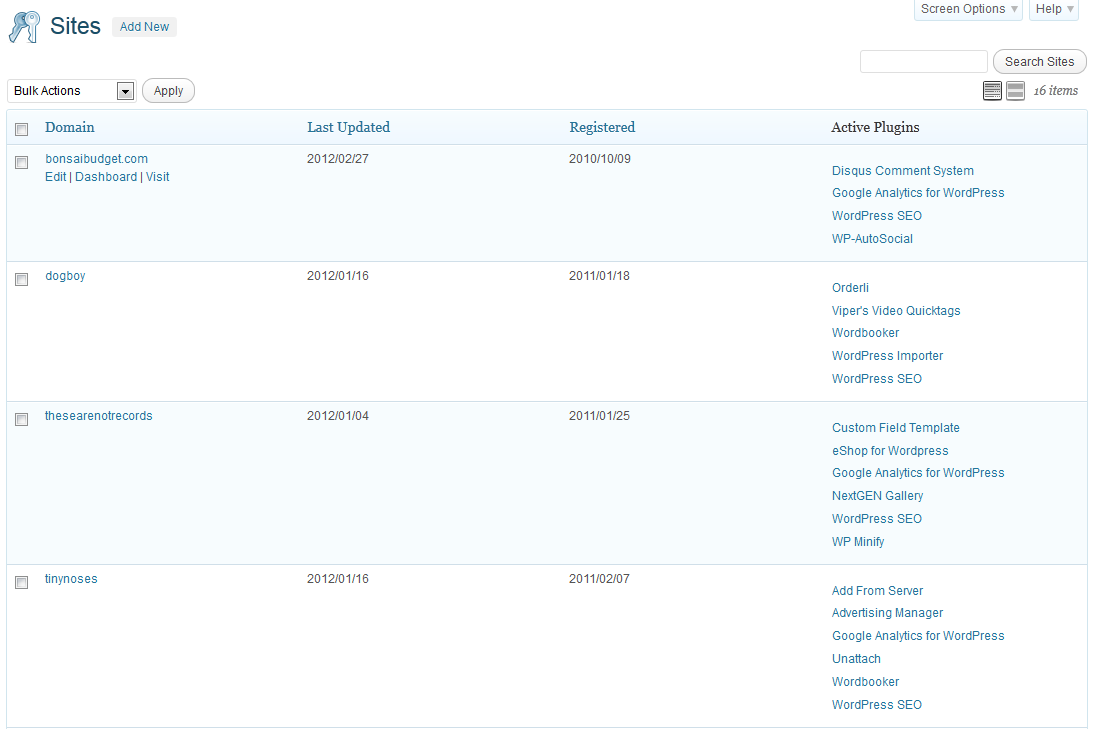 Screen Options Help
Sites Add New
Search Sites
Bulk Actions Apply 16 items
Domain Last Updated Registered Active Plugins
bonsaibudget.com 2012/02/27 2010/10/09
Edit | Dashboard | Visit
Disqus Comment System
Google Analytics for WordPress
WordPress SEO
WP-AutoSocial
dogboy 2012/01/16 2011/01/18
Orderli
Viper's Video Quicktags
Wordbooker
WordPress Importer
WordPress SEO
thesearenotrecords 2012/01/04 2011/01/25
Custom Field Template
eShop for Wordpress
Google Analytics for WordPress
NextGEN Gallery
WordPress SEO
WP Minify
tinynoses 2012/01/16 2011/02/07
Add From Server
Advertising Manager
Google Analytics for WordPress
Unattach
Wordbooker
WordPress SEO